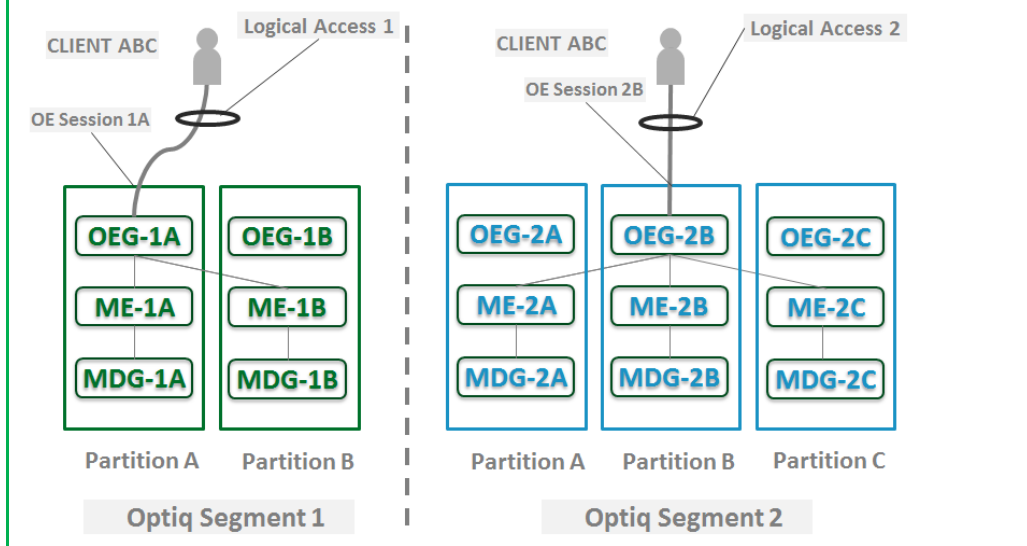 Logical Access 1
CLIENT ABC
OE Session 1A
OEG-1A
OEG-1B
ME-1A
ME-1B
MDG-1A
MDG-1B
Partition A
Partition B
Optiq Segment 1
Logical Access 2
CLIENT ABC
OE Session 2B
OEG-2A
OEG-2B
OEG-2C
ME-2A
ME-2B
ME-2C
MDG-2A
MDG-2B
MDG-2C
Partition A
Partition B
Partition C
Optiq Segment 2